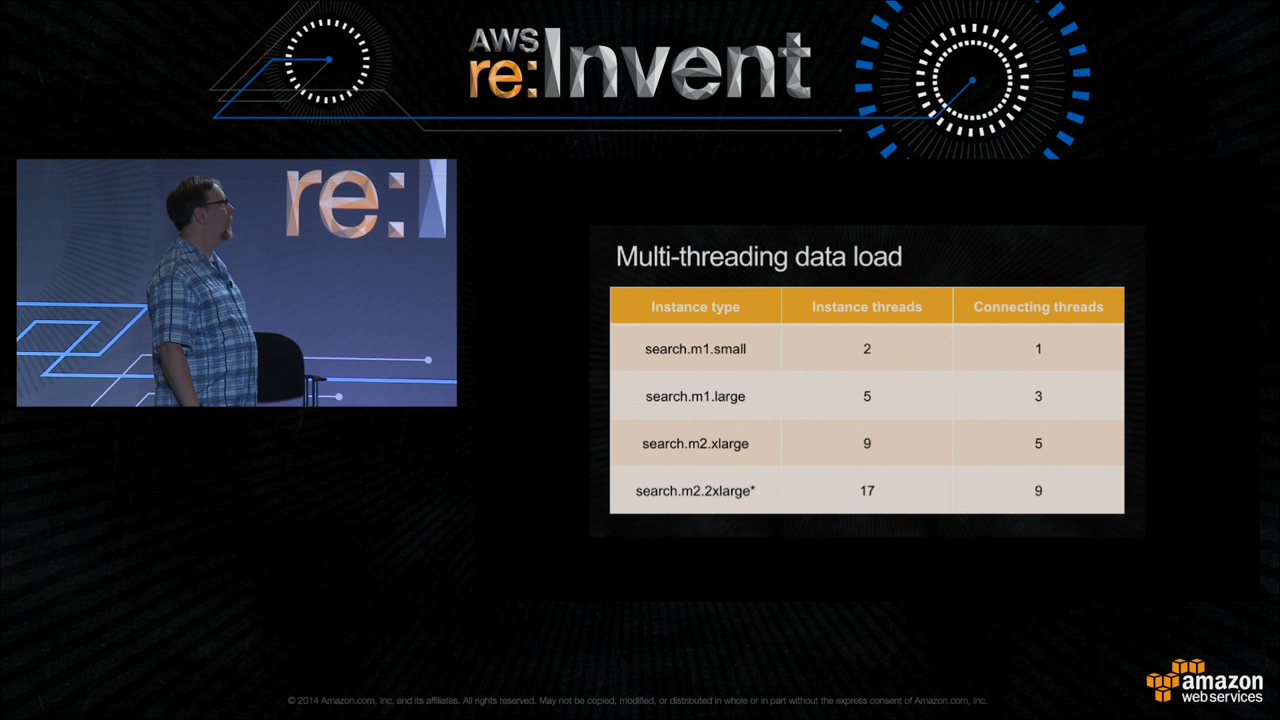 AWS
re:Invent
re:I
Multi-threading data load
Instance type Instance threads Connecting threads
search.m1.small 2 1
search.m1.large 5 3
search.m2.xlarge 9 5
search.m2.2xlarge* 17 9
© 2014 Amazon.com, Inc. and its affiliates. All rights reserved. May not be copied, modified, or distributed in whole or in part without the express consent of Amazon.com, Inc.
amazon
web services